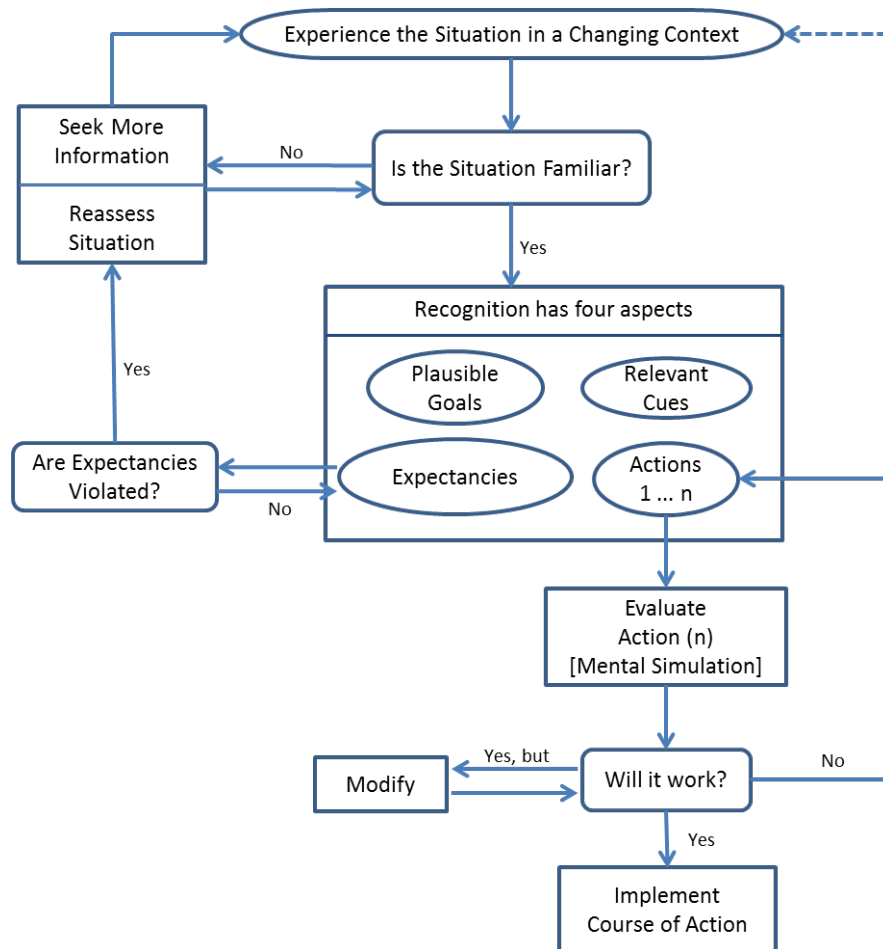 Experience the Situation in a Changing Context
Seek More
Information
No
Is the Situation Familiar?
Reassess
Situation
Yes
Recognition has four aspects
Plausible
Goals
Relevant
Cues
Yes
Are Expectancies
Violated?
No
Expectancies
Actions
1 ... n
Evaluate
Action (n)
[Mental Simulation]
Yes, but
No
Modify
Will it work?
Yes
Implement
Course of Action